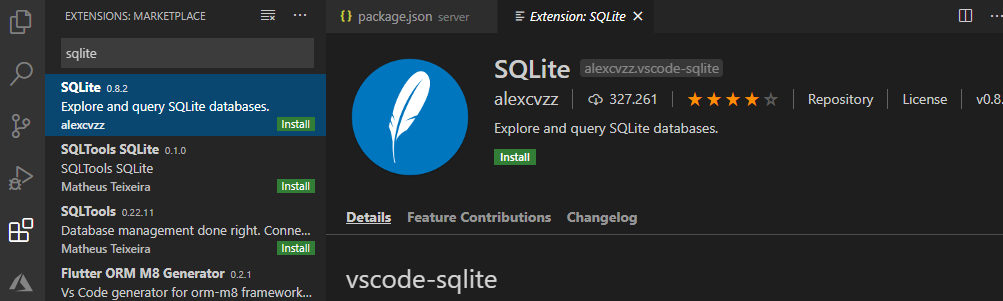 EXTENSIONS: MARKETPLACE
sqlite
SQLite 0.8.2
Explore and query SQLite databases.
alexcvzz Install
SQLTools SQLite 0.1.0
SQLTools SQLite
Matheus Teixeira Install
SQLTools 0.22.11
Database management done right. Conne...
Matheus Teixeira Install
Flutter ORM M8 Generator 0.2.1
Vs Code generator for orm-m8 framework...
package.json server
Extension: SQLite
SQLite alexcvzz.vscode-sqlite
alexcvzz 327.261 Repository License v0.8.
Explore and query SQLite databases.
Install
Details Feature Contributions Changelog
vscode-sqlite